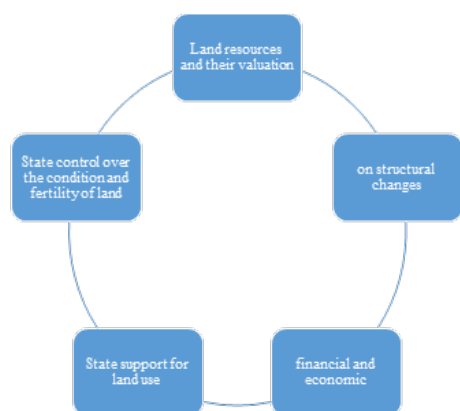 Land resources
and their valuation
on structural
changes
financial and
economic
State support for
land use
State control over
the condition and
fertility of land